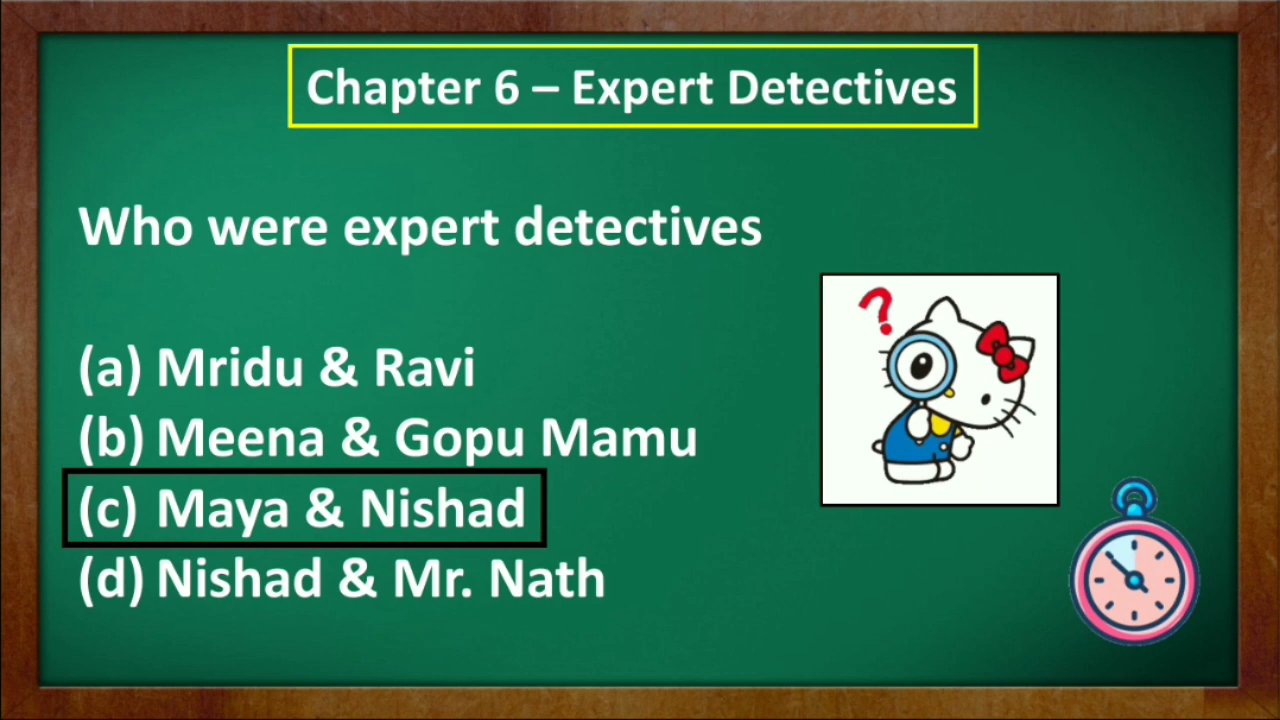 Chapter 6 – Expert Detectives
Who were expert detectives
(a) Mridu & Ravi
(b) Meena & Gopu Mamu
(c) Maya & Nishad
(d) Nishad & Mr. Nath
?